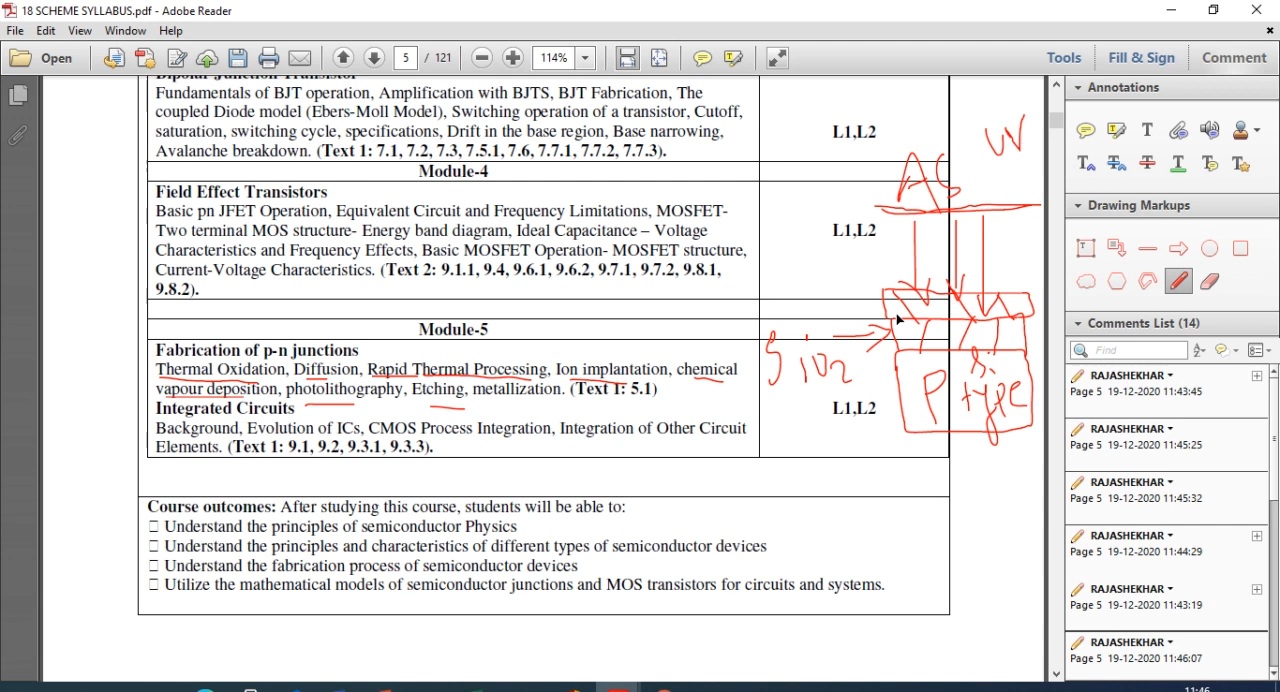 18 SCHEME SYLLABUS.pdf - Adobe Reader
File Edit View Window Help
Open 5 / 121 114% Tools Fill & Sign Comment
Bipolar Junction Transistor
Fundamentals of BJT operation, Amplification with BJTS, BJT Fabrication, The
coupled Diode model (Ebers-Moll Model), Switching operation of a transistor, Cutoff,
saturation, switching cycle, specifications, Drift in the base region, Base narrowing,
Avalanche breakdown. (Text 1: 7.1, 7.2, 7.3, 7.5.1, 7.6, 7.7.1, 7.7.2, 7.7.3).
L1,L2
Module-4
Field Effect Transistors
Basic pn JFET Operation, Equivalent Circuit and Frequency Limitations, MOSFET-
Two terminal MOS structure- Energy band diagram, Ideal Capacitance – Voltage
Characteristics and Frequency Effects, Basic MOSFET Operation- MOSFET structure,
Current-Voltage Characteristics. (Text 2: 9.1.1, 9.4, 9.6.1, 9.6.2, 9.7.1, 9.7.2, 9.8.1,
9.8.2).
L1,L2
Module-5
Fabrication of p-n junctions
Thermal Oxidation, Diffusion, Rapid Thermal Processing, Ion implantation, chemical
vapour deposition, photolithography, Etching, metallization. (Text 1: 5.1)
Integrated Circuits
Background, Evolution of ICs, CMOS Process Integration, Integration of Other Circuit
Elements. (Text 1: 9.1, 9.2, 9.3.1, 9.3.3).
L1,L2
Course outcomes: After studying this course, students will be able to:
Understand the principles of semiconductor Physics
Understand the principles and characteristics of different types of semiconductor devices
Understand the fabrication process of semiconductor devices
Utilize the mathematical models of semiconductor junctions and MOS transistors for circuits and systems.
UV
SiO2
P Si
type
Annotations
Drawing Markups
Comments List (14)
Find
RAJASHEKHAR
Page 5 19-12-2020 11:43:45
RAJASHEKHAR
Page 5 19-12-2020 11:45:25
RAJASHEKHAR
Page 5 19-12-2020 11:45:32
RAJASHEKHAR
Page 5 19-12-2020 11:44:29
RAJASHEKHAR
Page 5 19-12-2020 11:43:19
RAJASHEKHAR
Page 5 19-12-2020 11:46:07
11:46